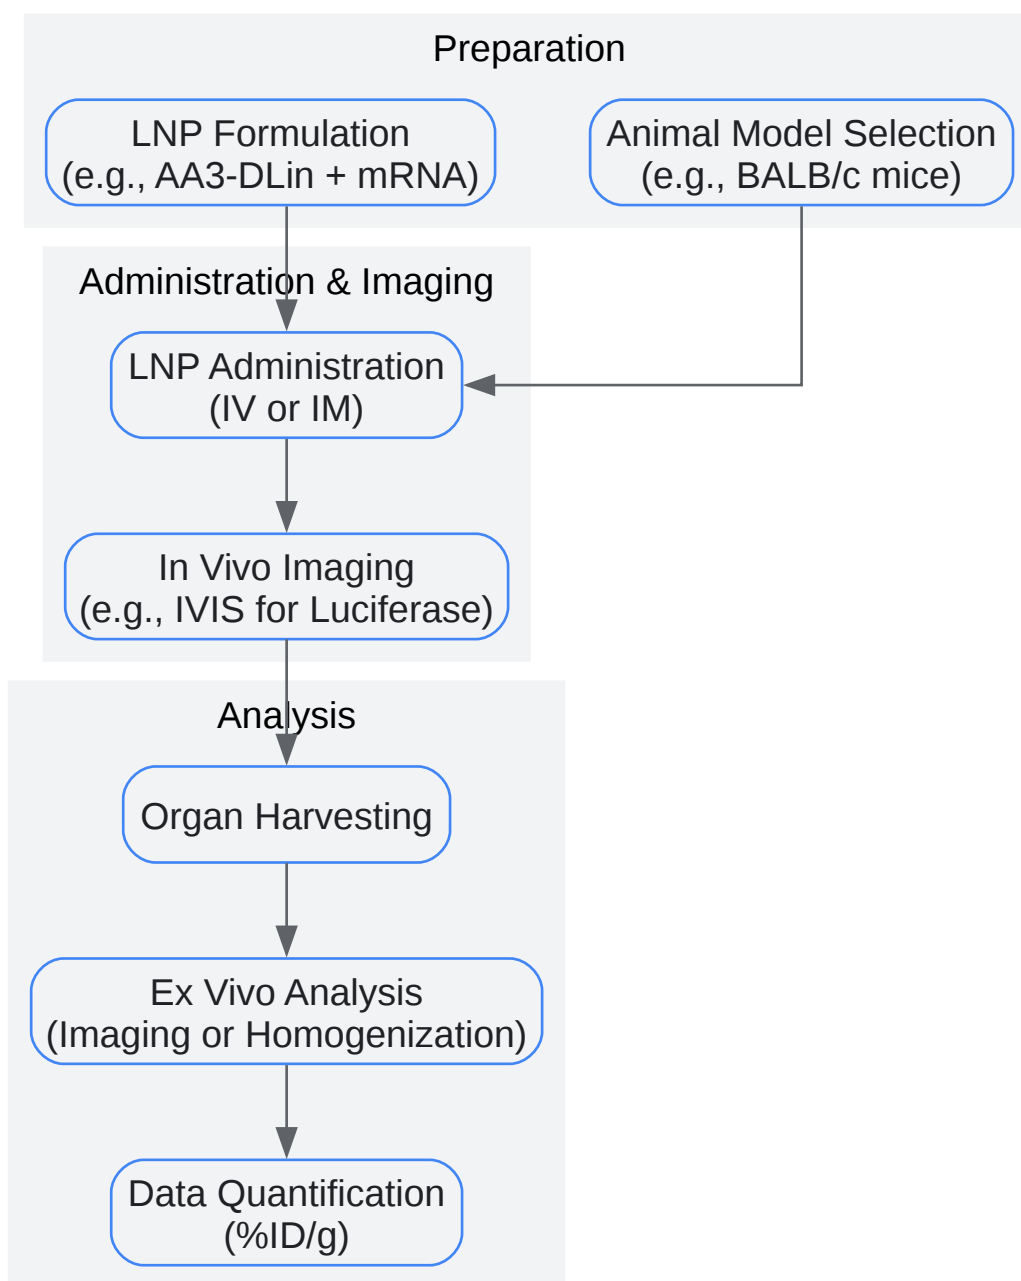 Preparation
LNP Formulation
(e.g., AA3-DLin + mRNA)
Animal Model Selection
(e.g., BALB/c mice)
Administration & Imaging
LNP Administration
(IV or IM)
In Vivo Imaging
(e.g., IVIS for Luciferase)
Analysis
Organ Harvesting
Ex Vivo Analysis
(Imaging or Homogenization)
Data Quantification
(%ID/g)